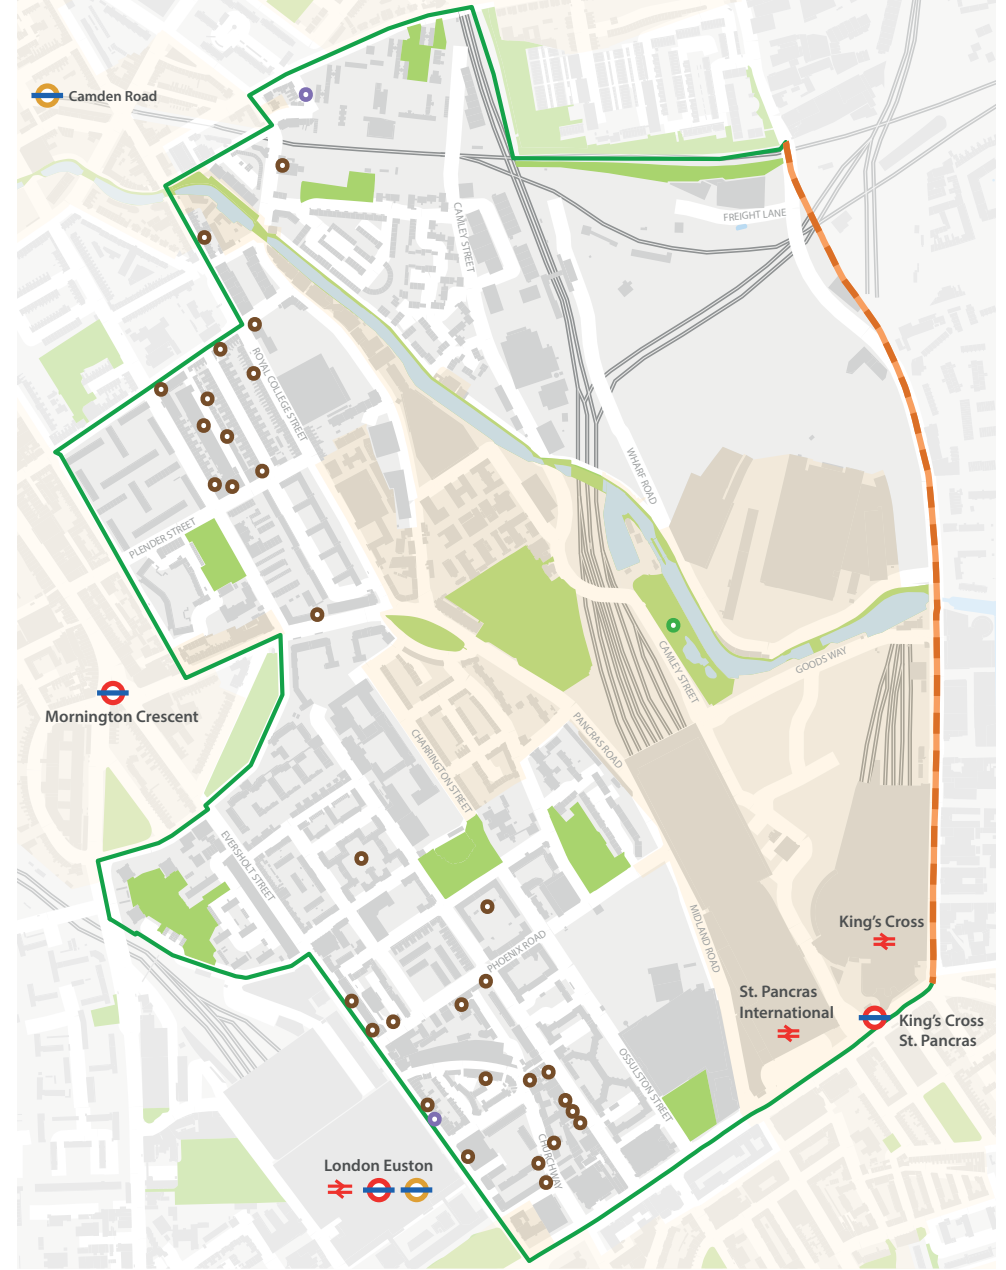 Camden Road
CAMLEY STREET
FREIGHT LANE
ROYAL COLLEGE STREET
WHARF ROAD
PLENDER STREET
CAMLEY STREET
GOODS WAY
Mornington Crescent
CHARRINGTON STREET
PANCRAS ROAD
EVERSHOLT STREET
MIDLAND ROAD
King's Cross
PHOENIX ROAD
St. Pancras
International
King's Cross
St. Pancras
OSSULSTON STREET
CHURCHWAY
London Euston